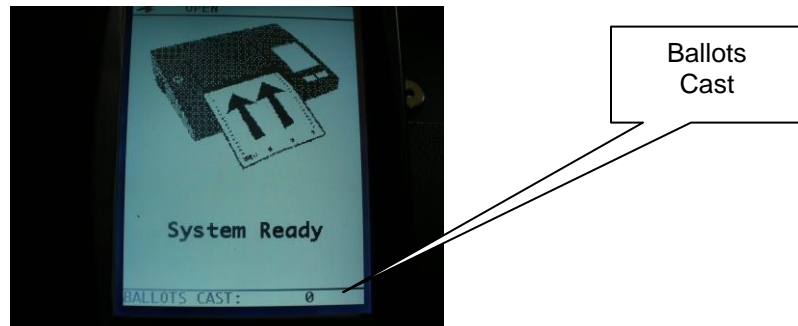 OPEN
System Ready
BALLOTS CAST: 0
Ballots
Cast